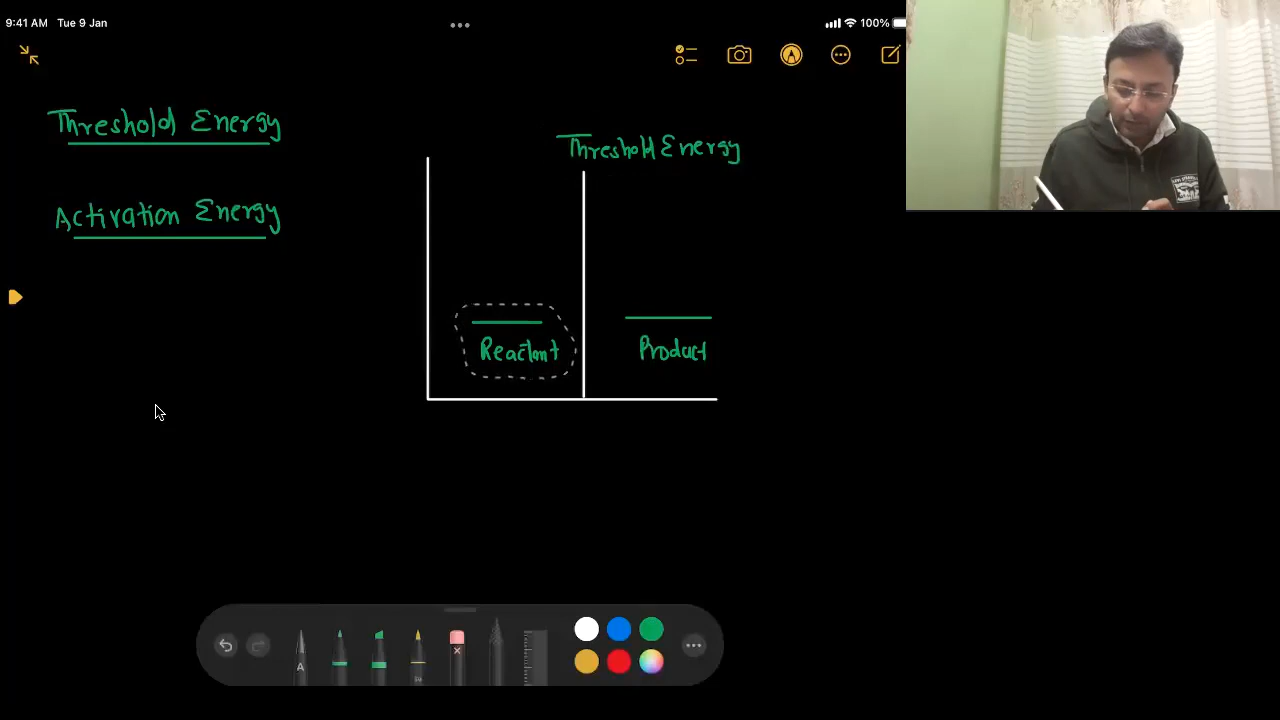 9:41 AM Tue 9 Jan
100%
Threshold Energy
Threshold Energy
Activation Energy
Reactant
Product
A